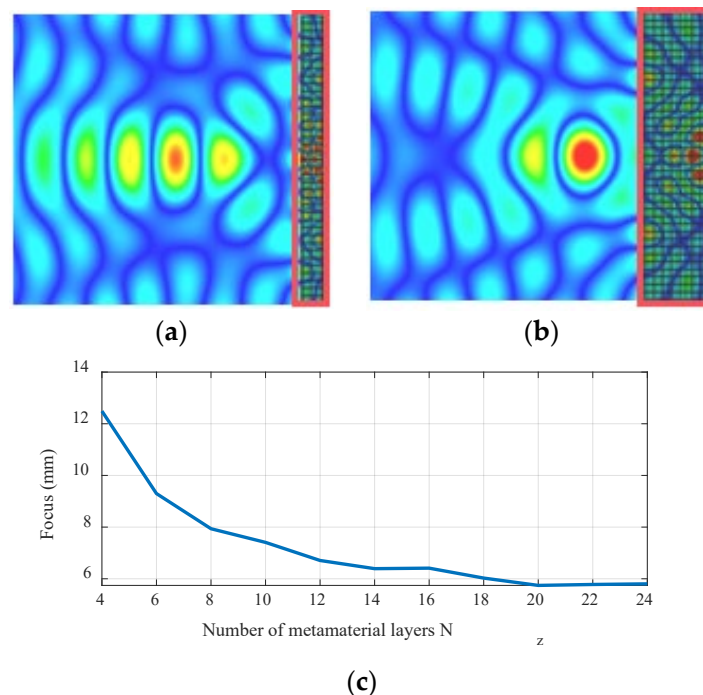 (a)
(b)
14
12
10
8
6
Focus (mm)
4 6 8 10 12 14 16 18 20 22 24
Number of metamaterial layers N
z
(c)